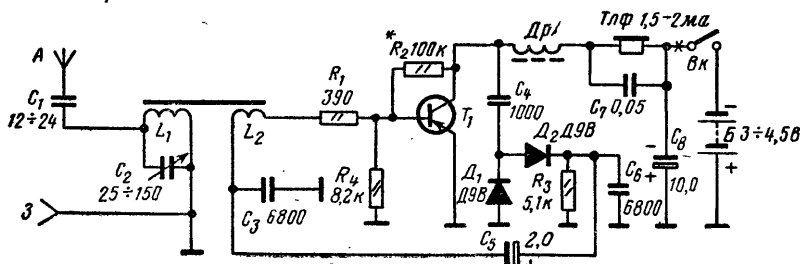 Тлф 1,5÷2ма
Др1
*
R2 100к
А
C1
12÷24
L1
L2
R1
390
T1
C4
1000
C7 0,05
Вк
Б 3÷4,5в
C2
25÷150
З
C3 6800
R4
8,2к
Д2 Д9В
Д1
Д9В
R3
5,1к
C6
6800
C8
10,0
C5
2,0